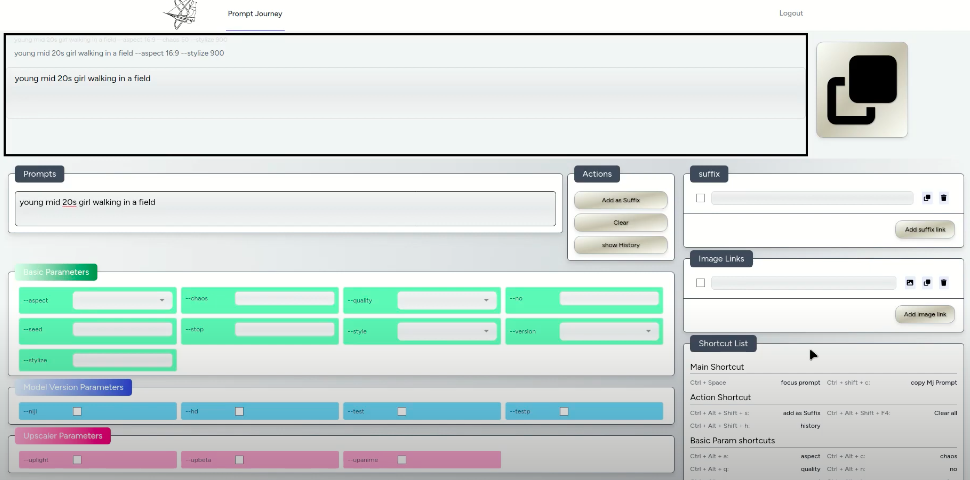 Prompt Journey
Logout
young mid 20s girl walking in a field --aspect 16:9 --stylize 900
young mid 20s girl walking in a field
Prompts
young mid 20s girl walking in a field
Actions
Add as Suffix
Clear
show History
suffix
Add suffix link
Image Links
Add image link
Basic Parameters
--aspect
--chaos
--quality
--no
--seed
--stop
--style
--version
--stylize
Model Version Parameters
--niji
--hd
--test
--testp
Upscaler Parameters
--uplight
--upbeta
--upanime
Shortcut List
Main Shortcut
Ctrl + Space focus prompt Ctrl + shift + c: copy Mj Prompt
Action Shortcut
Ctrl + Alt + Shift + s: add as Suffix Ctrl + Alt + Shift + F4: Clear all
Ctrl + Alt + Shift + h: history
Basic Param shortcuts
Ctrl + Alt + a: aspect Ctrl + Alt + c: chaos
Ctrl + Alt + q: quality Ctrl + Alt + n: no